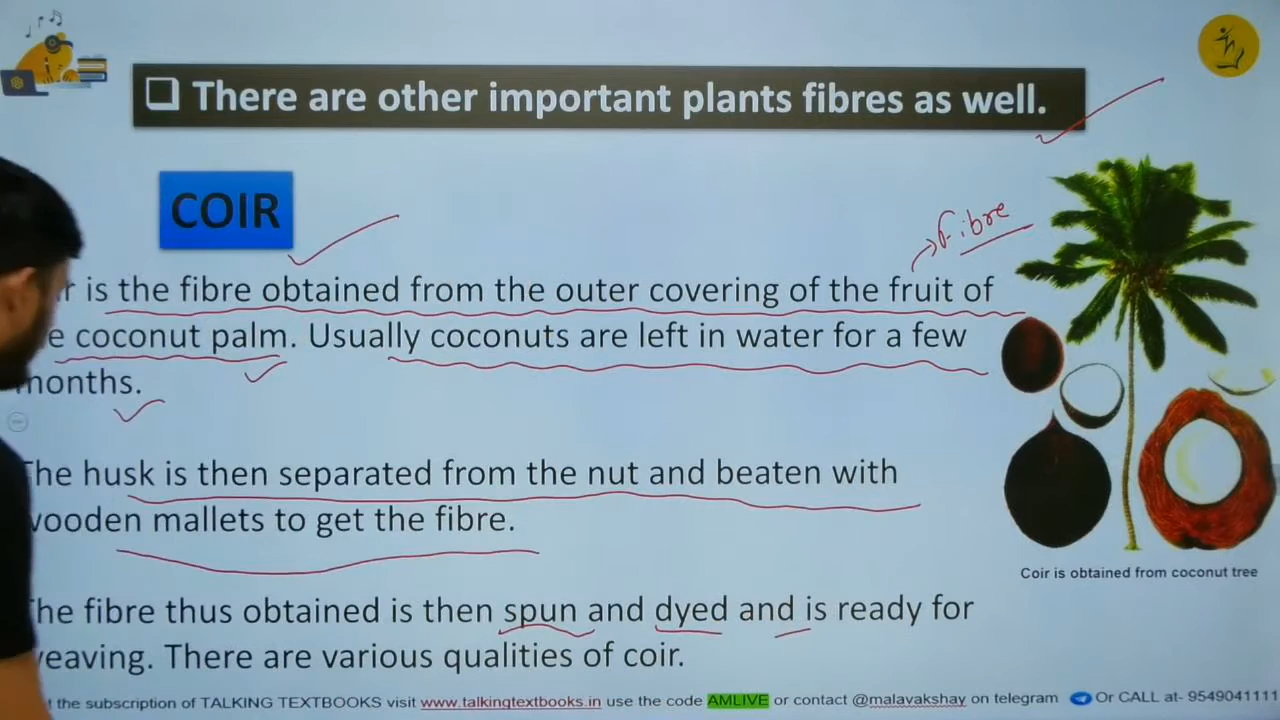 There are other important plants fibres as well.
COIR
Fibre
is the fibre obtained from the outer covering of the fruit of
coconut palm. Usually coconuts are left in water for a few
months.
The husk is then separated from the nut and beaten with
wooden mallets to get the fibre.
The fibre thus obtained is then spun and dyed and is ready for
weaving. There are various qualities of coir.
Coir is obtained from coconut tree
the subscription of TALKING TEXTBOOKS visit www.talkingtextbooks.in use the code AMLIVE or contact @malavakshay on telegram Or CALL at- 9549041111